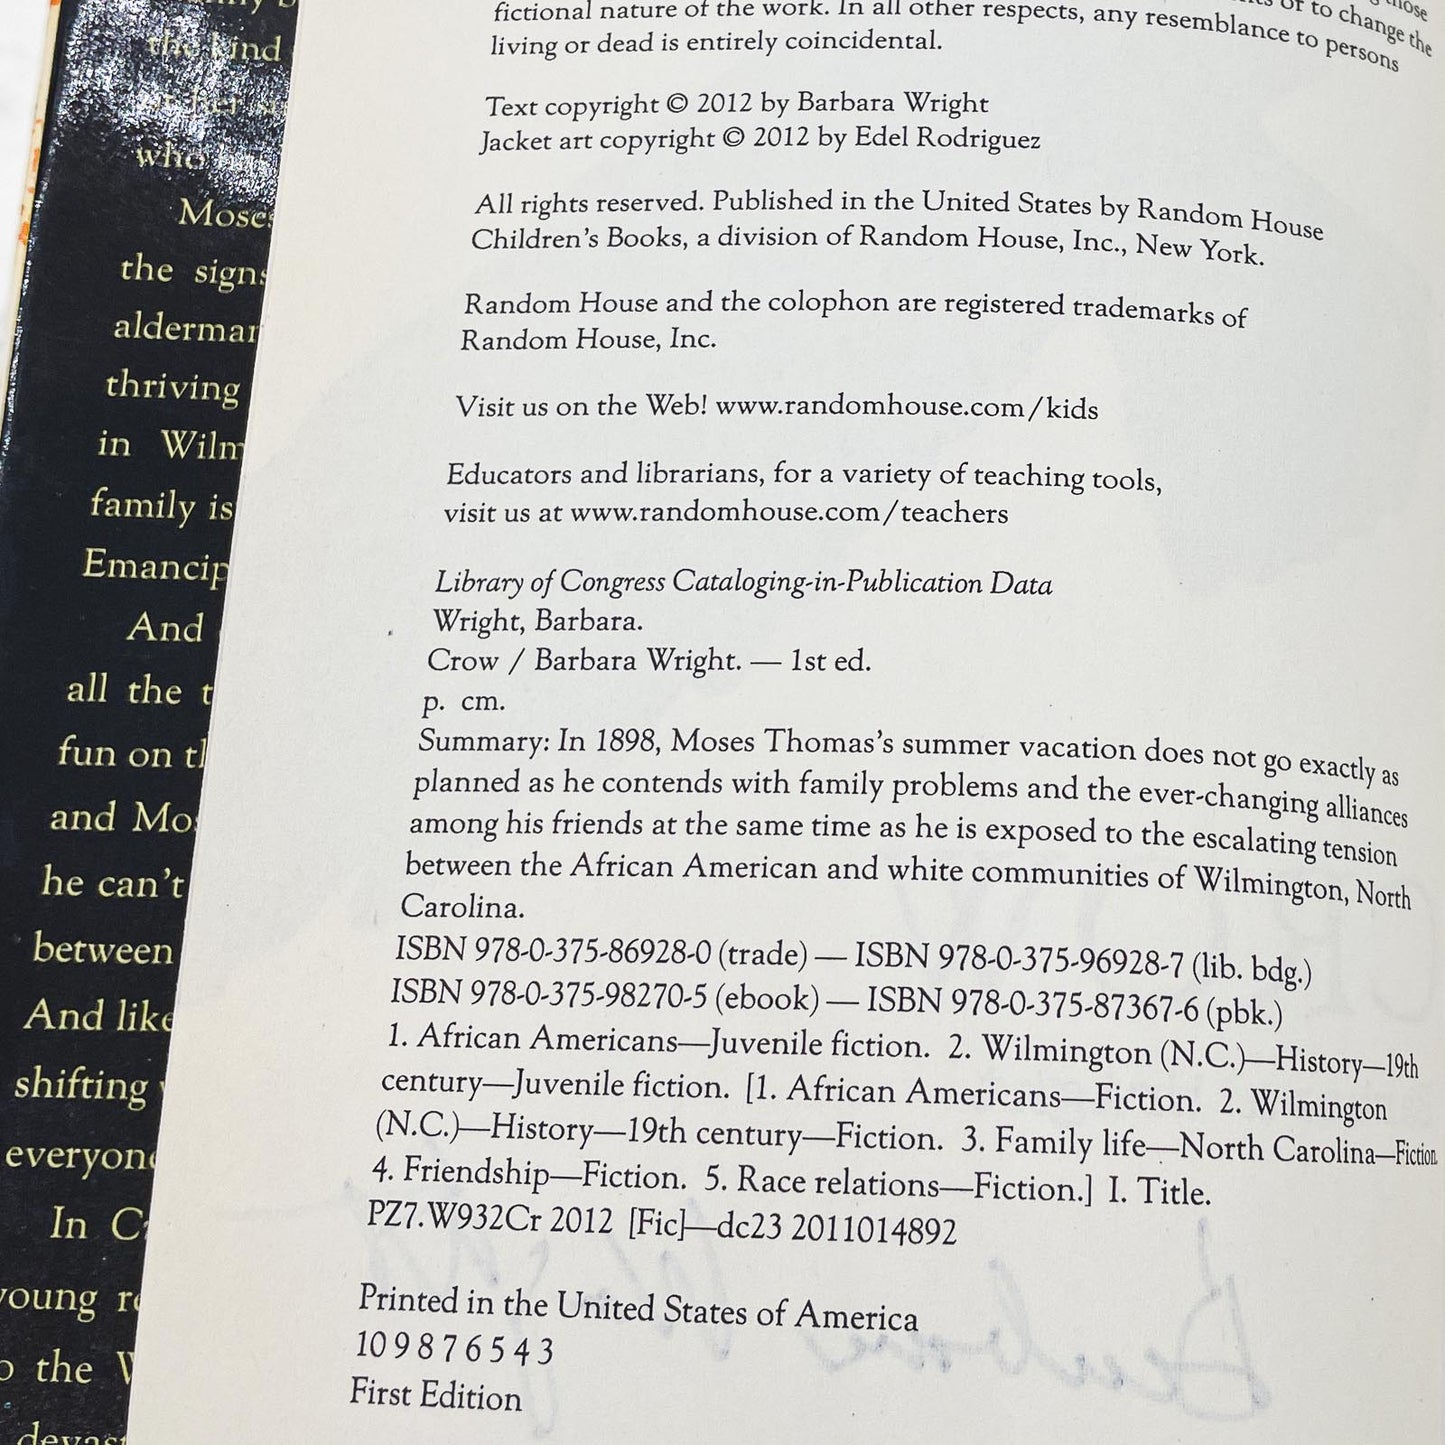 the kind
who
Moses
the signs
alderman
thriving
in Wilm
family is
Emancip
And
all the t
fun on th
and Mos
he can't
between
And like
shifting
everyone
In Ca
young re
to the W
devast
those
or to change the
fictional nature of the work. In all other respects, any resemblance to persons
living or dead is entirely coincidental.
Text copyright © 2012 by Barbara Wright
Jacket art copyright © 2012 by Edel Rodriguez
All rights reserved. Published in the United States by Random House
Children's Books, a division of Random House, Inc., New York.
Random House and the colophon are registered trademarks of
Random House, Inc.
Visit us on the Web! www.randomhouse.com/kids
Educators and librarians, for a variety of teaching tools,
visit us at www.randomhouse.com/teachers
Library of Congress Cataloging-in-Publication Data
Wright, Barbara.
Crow / Barbara Wright. — 1st ed.
p. cm.
Summary: In 1898, Moses Thomas's summer vacation does not go exactly as
planned as he contends with family problems and the ever-changing alliances
among his friends at the same time as he is exposed to the escalating tension
between the African American and white communities of Wilmington, North
Carolina.
ISBN 978-0-375-86928-0 (trade) — ISBN 978-0-375-96928-7 (lib. bdg.)
ISBN 978-0-375-98270-5 (ebook) — ISBN 978-0-375-87367-6 (pbk.)
1. African Americans—Juvenile fiction. 2. Wilmington (N.C.)—History—19th
century—Juvenile fiction. [1. African Americans—Fiction. 2. Wilmington
(N.C.)—History—19th century—Fiction. 3. Family life—North Carolina—Fiction.
4. Friendship—Fiction. 5. Race relations—Fiction.] I. Title.
PZ7.W932Cr 2012 [Fic]—dc23 2011014892
Printed in the United States of America
10 9 8 7 6 5 4 3
First Edition